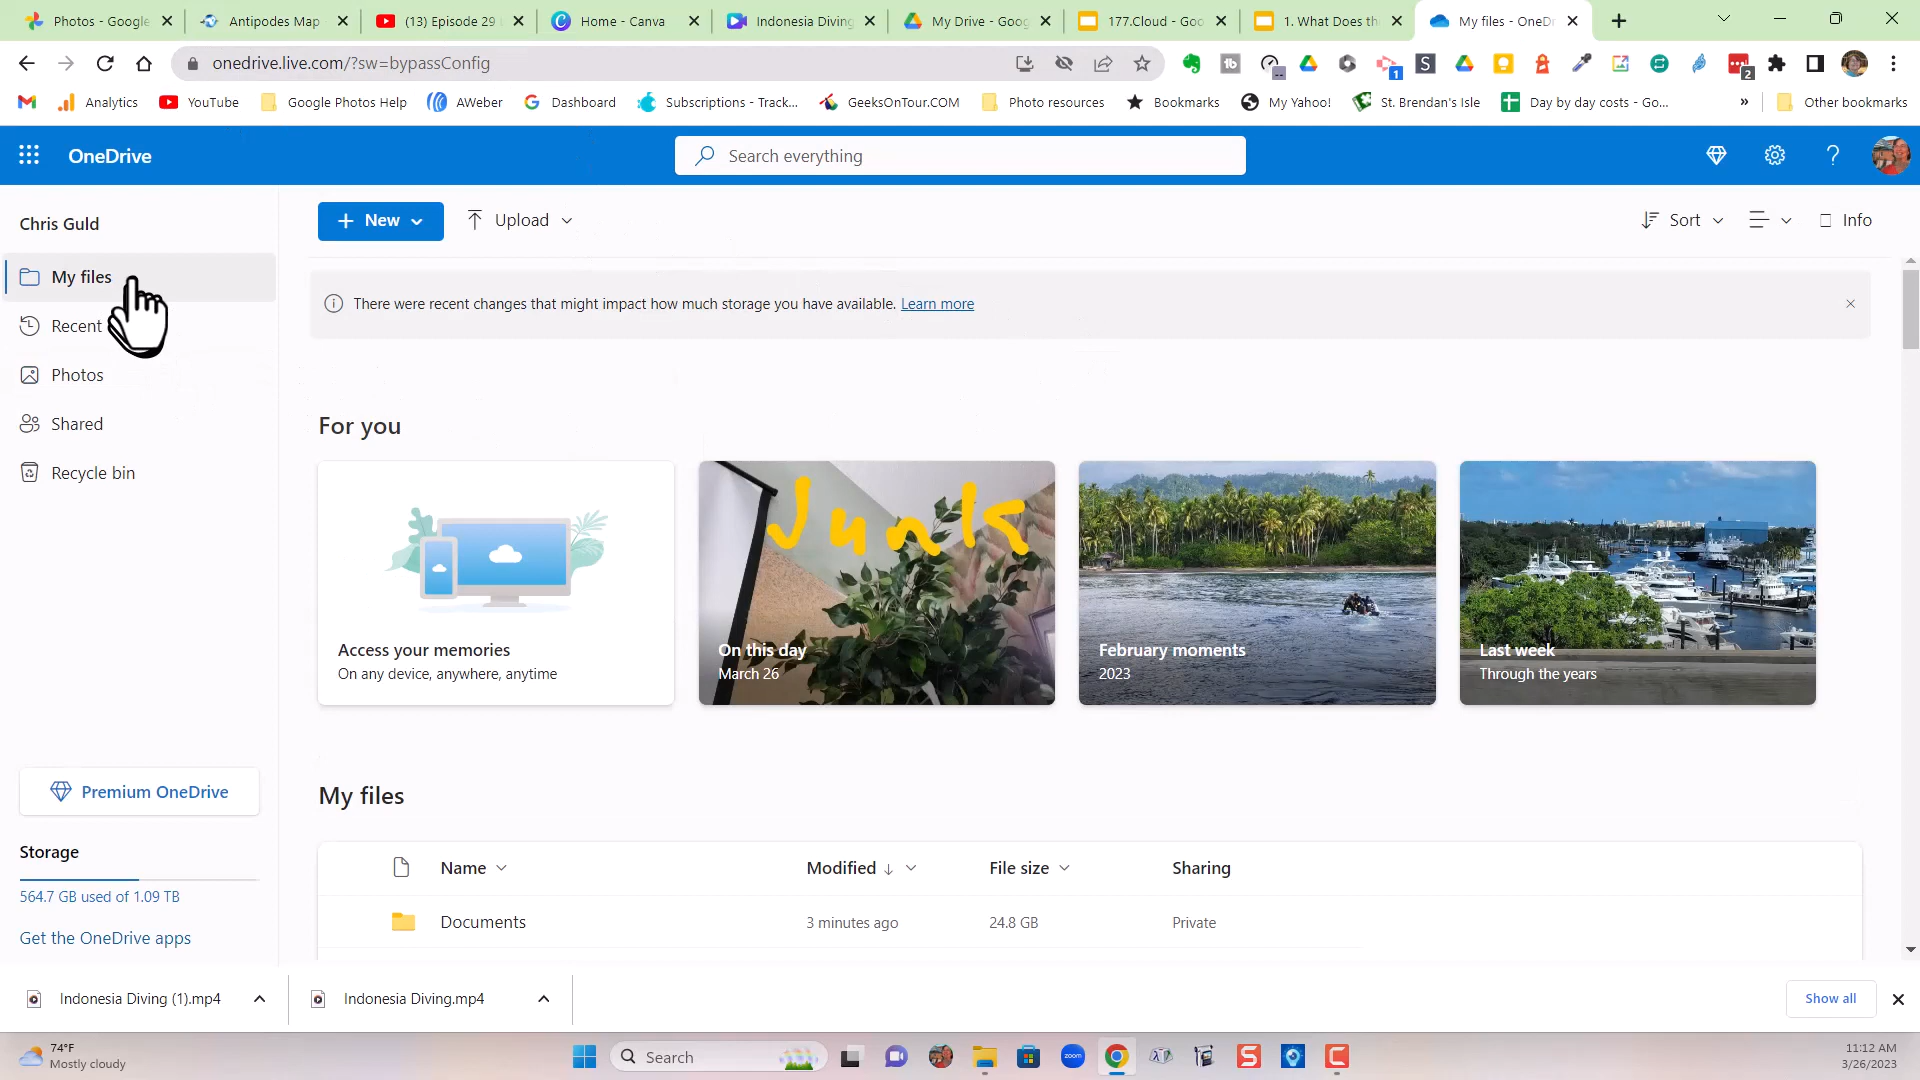 Photos - Google
Antipodes Map
(13) Episode 29
Home - Canva
Indonesia Diving
My Drive - Goog
177.Cloud - Goo
1. What Does th
My files - OneDr
onedrive.live.com/?sw=bypassConfig
1
2
Analytics
YouTube
Google Photos Help
AWeber
Dashboard
Subscriptions - Track...
GeeksOnTour.COM
Photo resources
Bookmarks
My Yahoo!
St. Brendan's Isle
Day by day costs - Go...
»
Other bookmarks
OneDrive
Search everything
Chris Guld
My files
Recent
Photos
Shared
Recycle bin
Premium OneDrive
Storage
564.7 GB used of 1.09 TB
Get the OneDrive apps
New
Upload
Sort
Info
There were recent changes that might impact how much storage you have available. Learn more
For you
Access your memories
On any device, anywhere, anytime
Junk
On this day
March 26
February moments
2023
Last week
Through the years
My files
Name
Modified
File size
Sharing
Documents
3 minutes ago
24.8 GB
Private
Indonesia Diving (1).mp4
Indonesia Diving.mp4
Show all
74°F
Mostly cloudy
Search
zoom
11:12 AM
3/26/2023